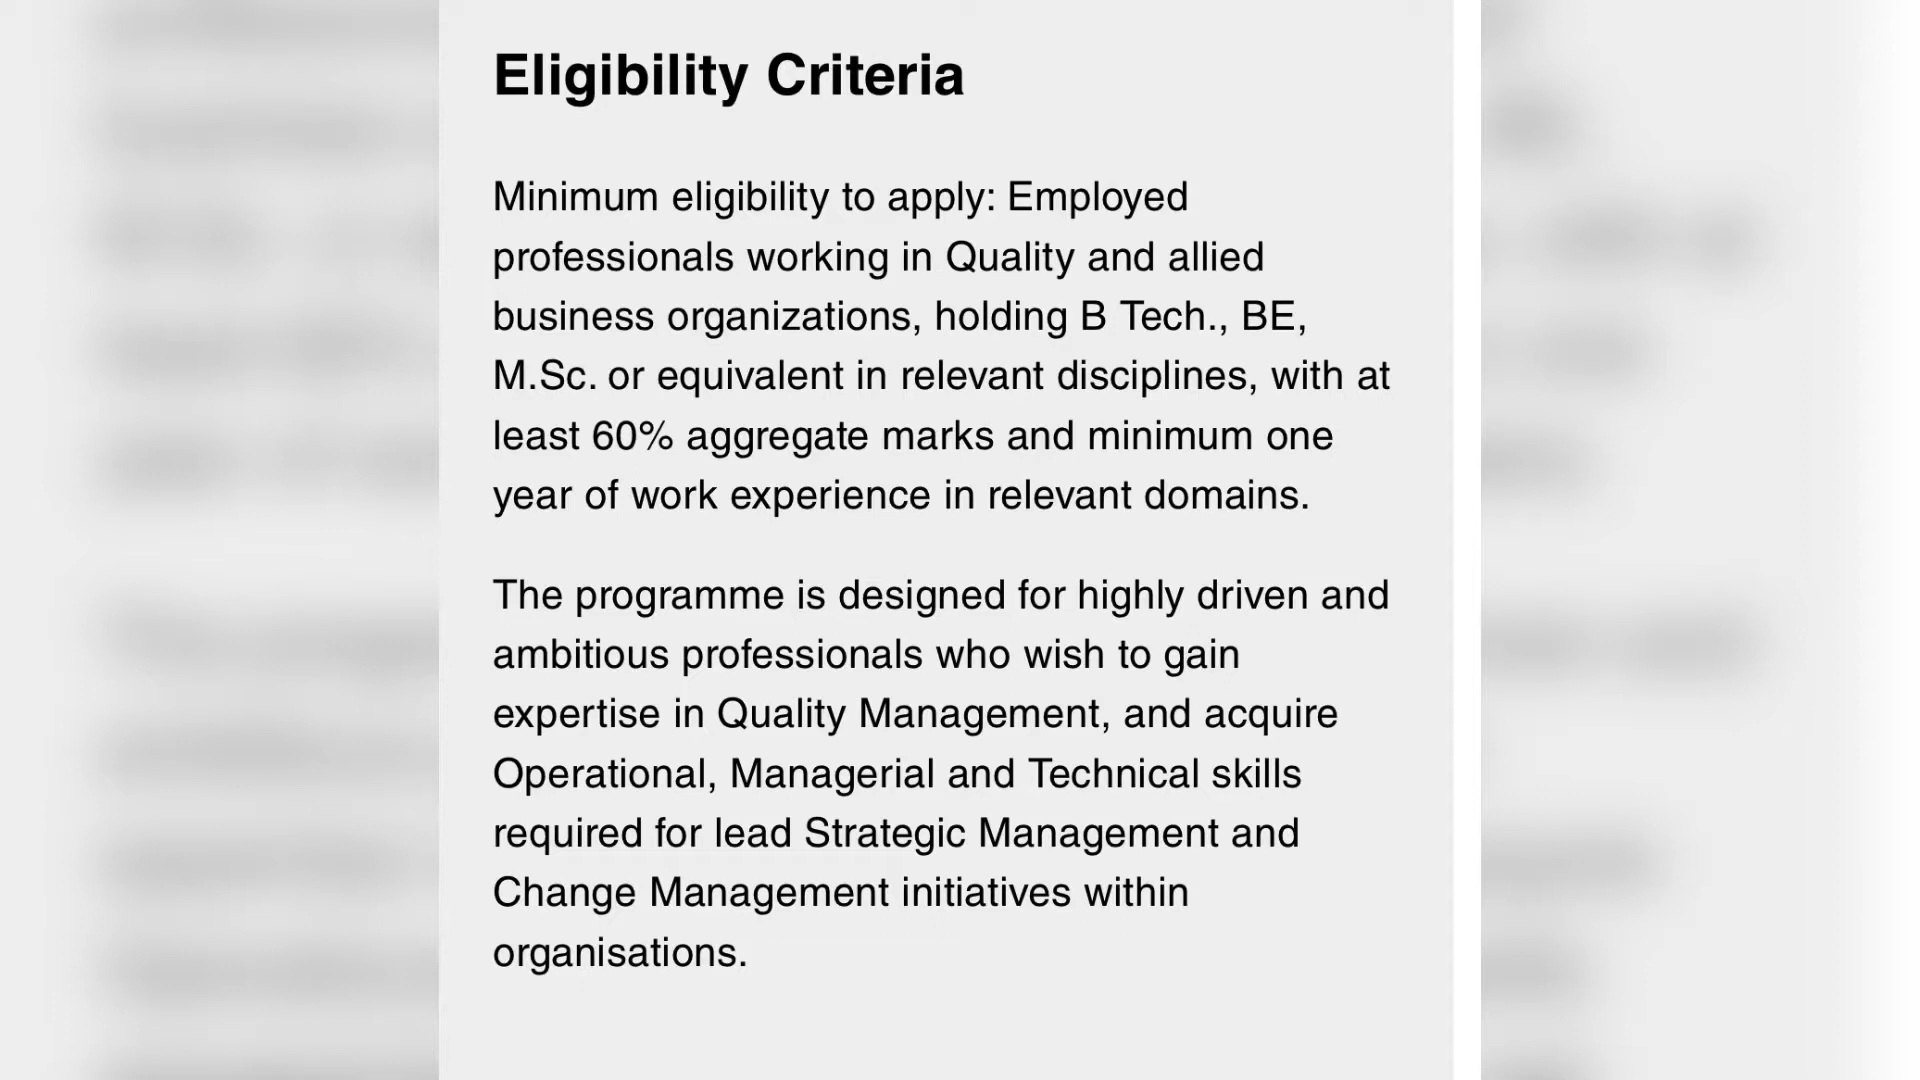 Eligibility Criteria
Minimum eligibility to apply: Employed
professionals working in Quality and allied
business organizations, holding B Tech., BE,
M.Sc. or equivalent in relevant disciplines, with at
least 60% aggregate marks and minimum one
year of work experience in relevant domains.
The programme is designed for highly driven and
ambitious professionals who wish to gain
expertise in Quality Management, and acquire
Operational, Managerial and Technical skills
required for lead Strategic Management and
Change Management initiatives within
organisations.